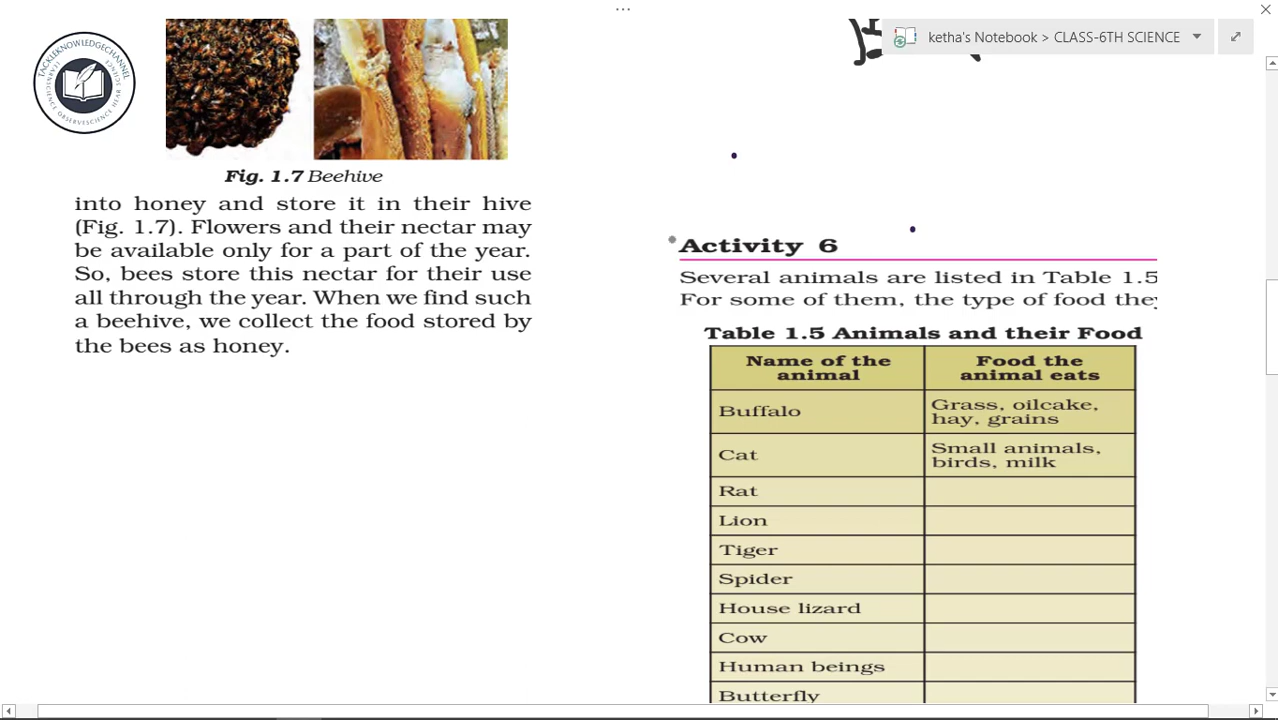 ketha's Notebook > CLASS-6TH SCIENCE
TACKLEKNOWLEDGECHANNEL
Fig. 1.7 Beehive
into honey and store it in their hive
(Fig. 1.7). Flowers and their nectar may
be available only for a part of the year.
So, bees store this nectar for their use
all through the year. When we find such
a beehive, we collect the food stored by
the bees as honey.
Activity 6
Several animals are listed in Table 1.5
For some of them, the type of food they
Table 1.5 Animals and their Food
Name of the animal Food the animal eats
Buffalo Grass, oilcake, hay, grains
Cat Small animals, birds, milk
Rat
Lion
Tiger
Spider
House lizard
Cow
Human beings
Butterfly